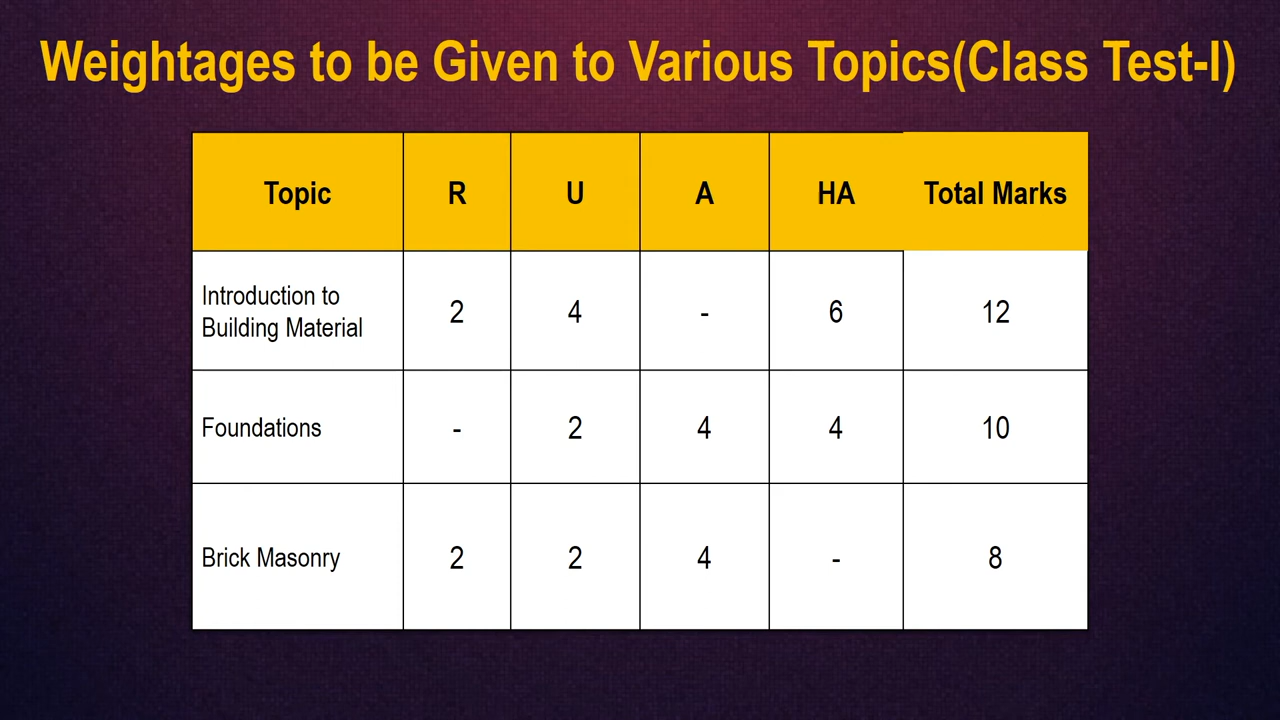 Weightages to be Given to Various Topics(Class Test-I)
Topic R U A HA Total Marks
Introduction to
Building Material 2 4 - 6 12
Foundations - 2 4 4 10
Brick Masonry 2 2 4 - 8